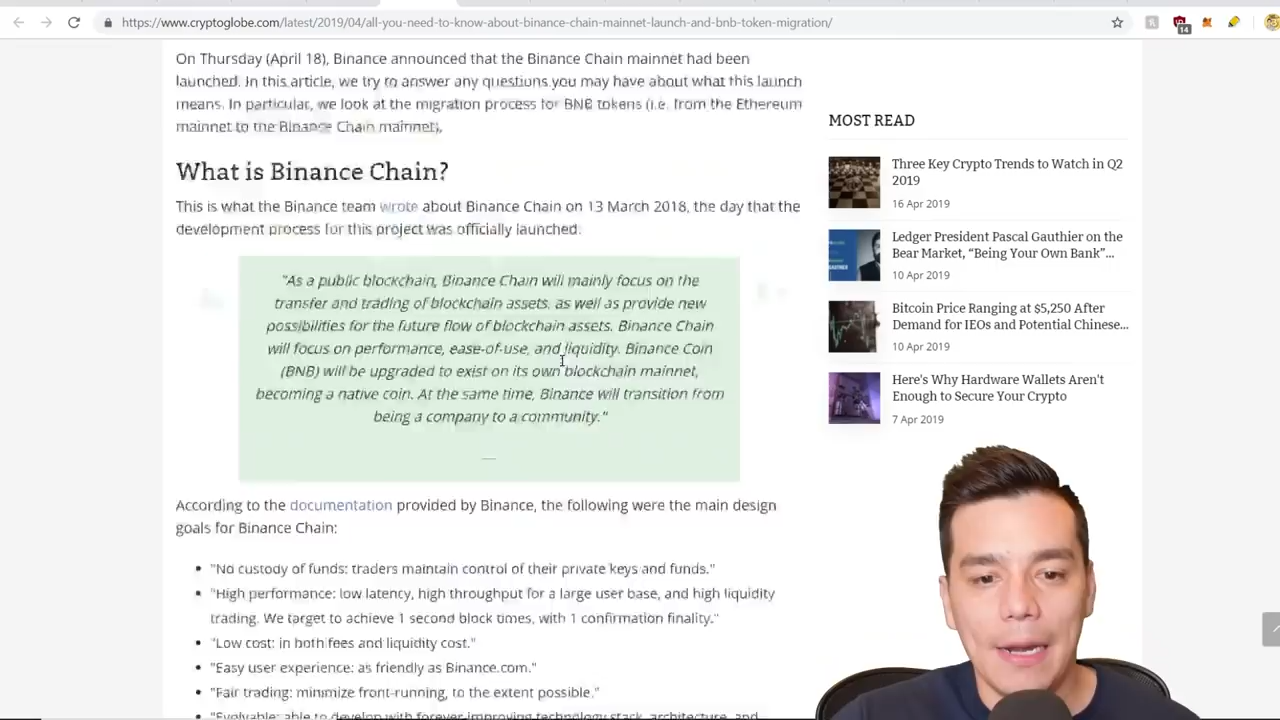 https://www.cryptoglobe.com/latest/2019/04/all-you-need-to-know-about-binance-chain-mainnet-launch-and-bnb-token-migration/
14
On Thursday (April 18), Binance announced that the Binance Chain mainnet had been
launched. In this article, we try to answer any questions you may have about what this launch
means. In particular, we look at the migration process for BNB tokens (i.e. from the Ethereum
mainnet to the Binance Chain mainnet).
What is Binance Chain?
This is what the Binance team wrote about Binance Chain on 13 March 2018, the day that the
development process for this project was officially launched:
"As a public blockchain, Binance Chain will mainly focus on the
transfer and trading of blockchain assets, as well as provide new
possibilities for the future flow of blockchain assets. Binance Chain
will focus on performance, ease-of-use, and liquidity. Binance Coin
(BNB) will be upgraded to exist on its own blockchain mainnet,
becoming a native coin. At the same time, Binance will transition from
being a company to a community."
According to the documentation provided by Binance, the following were the main design
goals for Binance Chain:
"No custody of funds: traders maintain control of their private keys and funds."
"High performance: low latency, high throughput for a large user base, and high liquidity
trading. We target to achieve 1 second block times, with 1 confirmation finality."
"Low cost: in both fees and liquidity cost."
"Easy user experience: as friendly as Binance.com."
"Fair trading: minimize front-running, to the extent possible."
"Evolvable: able to develop with forever-improving technology stack, architecture, and
MOST READ
Three Key Crypto Trends to Watch in Q2
2019
16 Apr 2019
Ledger President Pascal Gauthier on the
Bear Market, “Being Your Own Bank”...
10 Apr 2019
Bitcoin Price Ranging at $5,250 After
Demand for IEOs and Potential Chinese...
10 Apr 2019
Here's Why Hardware Wallets Aren't
Enough to Secure Your Crypto
7 Apr 2019